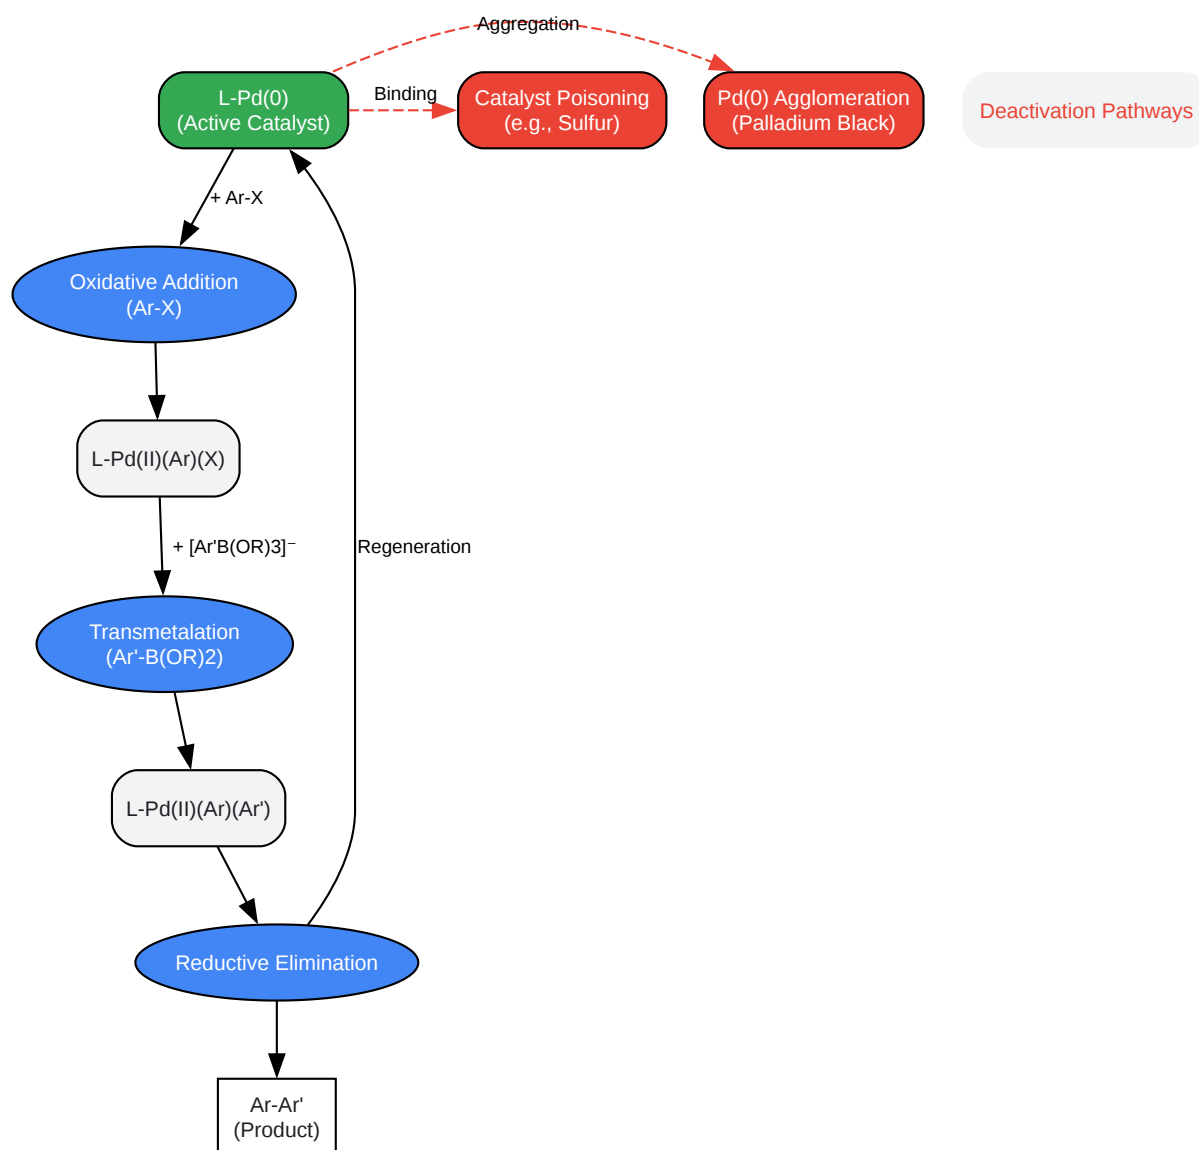 Aggregation
L-Pd(0)
(Active Catalyst)
Binding
Catalyst Poisoning
(e.g., Sulfur)
Pd(0) Agglomeration
(Palladium Black)
Deactivation Pathways
+ Ar-X
Oxidative Addition
(Ar-X)
L-Pd(II)(Ar)(X)
+ [Ar'B(OR)3]⁻
Regeneration
Transmetalation
(Ar'-B(OR)2)
L-Pd(II)(Ar)(Ar')
Reductive Elimination
Ar-Ar'
(Product)